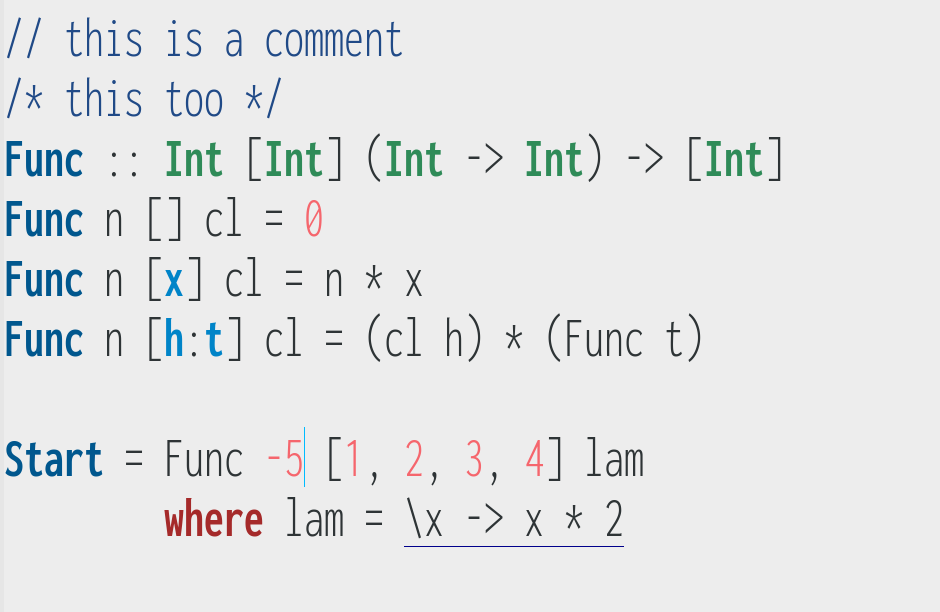 // this is a comment
/* this too */
Func :: Int [Int] (Int -> Int) -> [Int]
Func n [] cl = 0
Func n [x] cl = n * x
Func n [h:t] cl = (cl h) * (Func t)
Start = Func -5 [1, 2, 3, 4] lam
where lam = \x -> x * 2